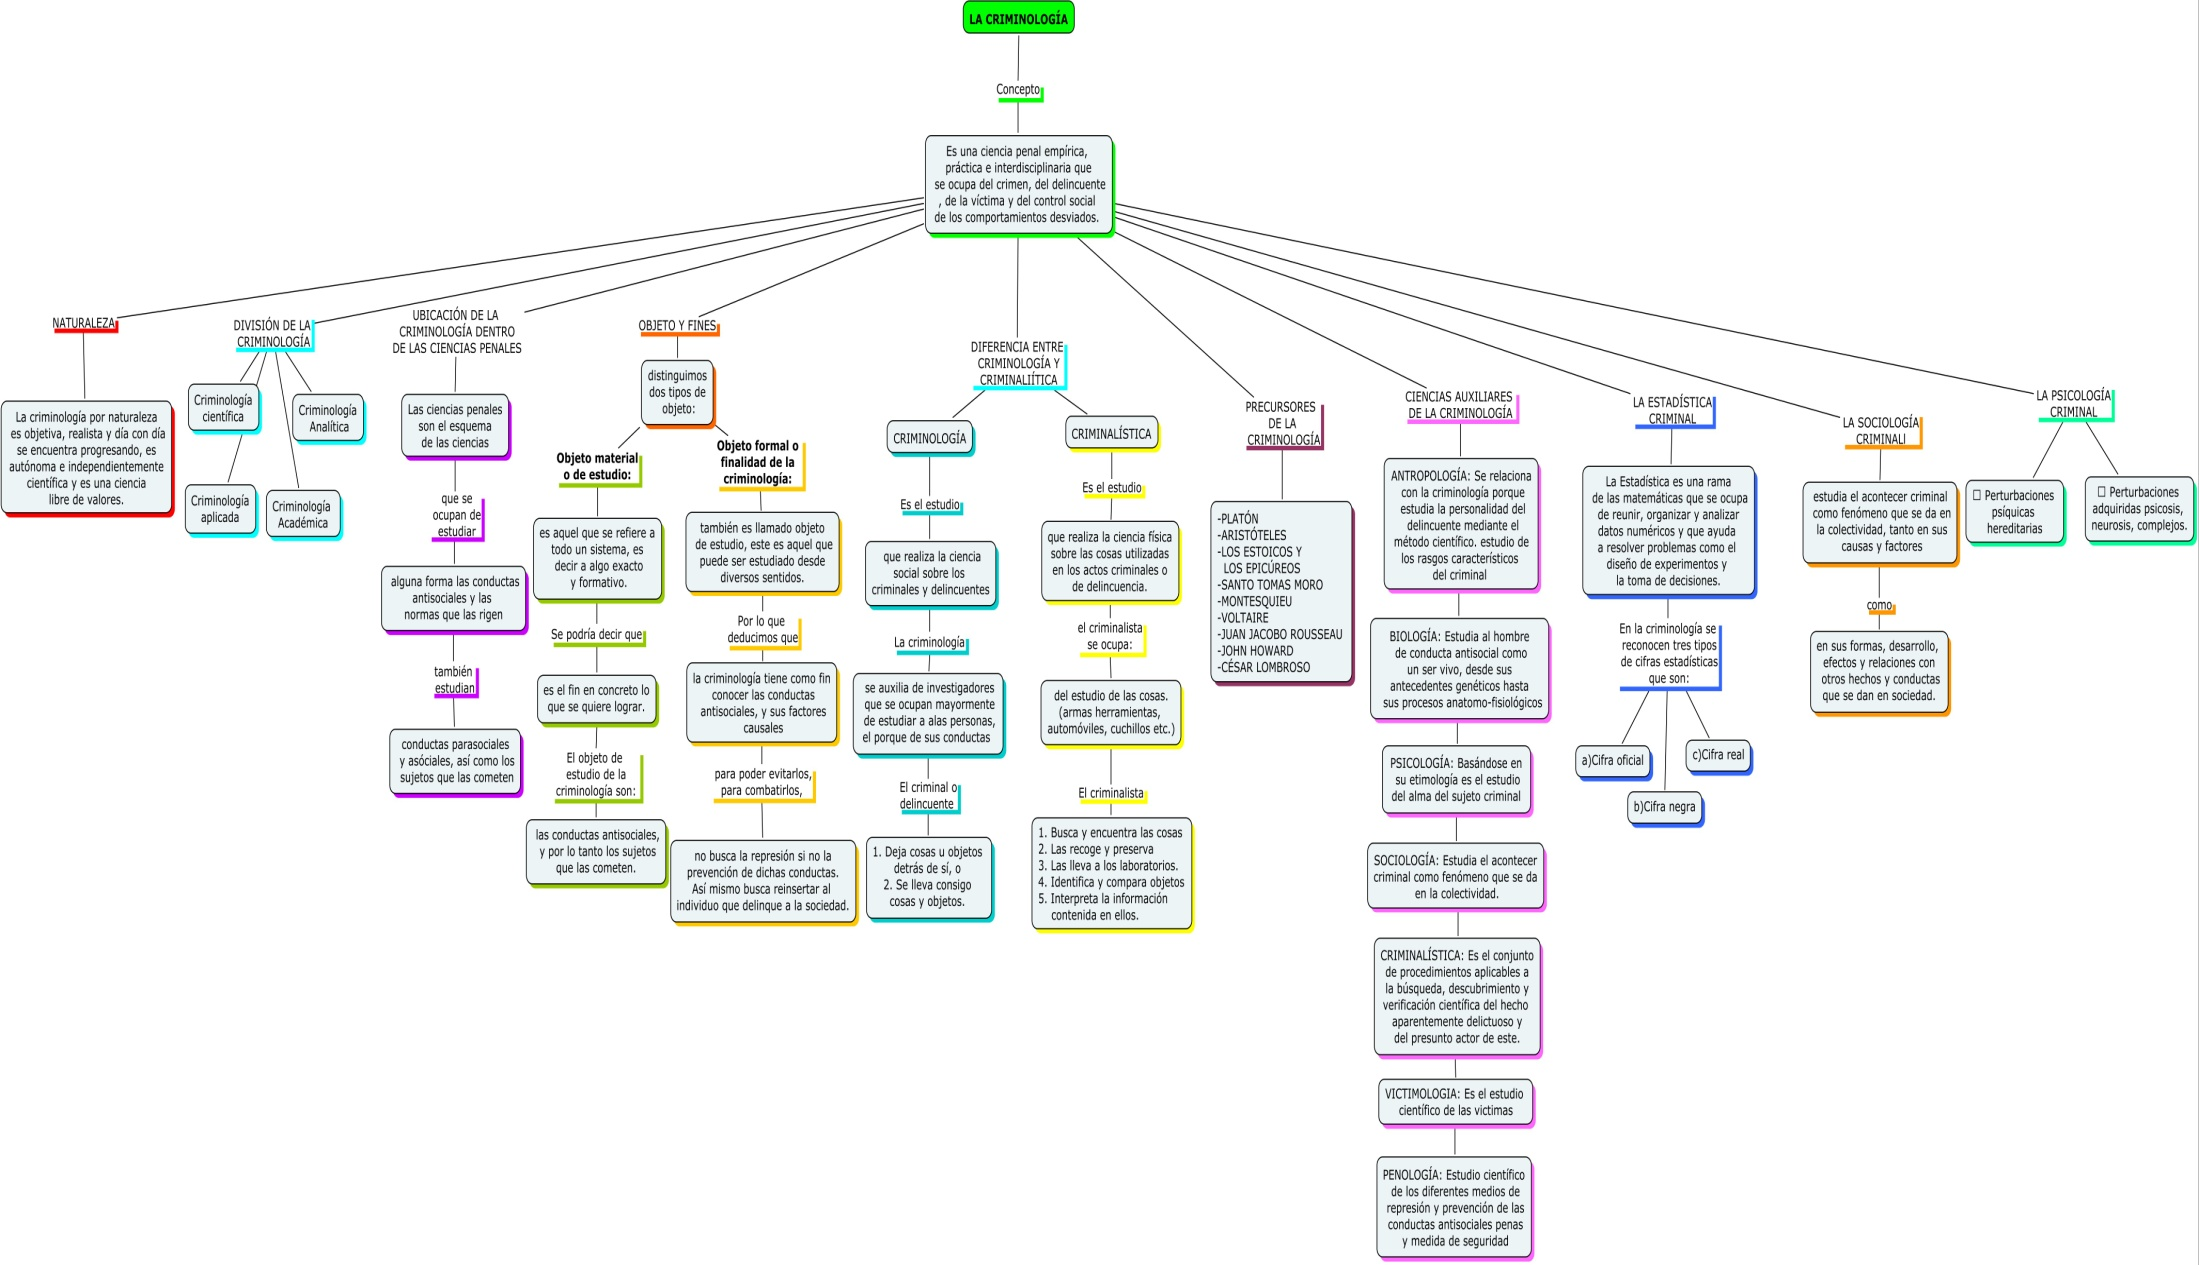 LA CRIMINOLOGÍA
Concepto
Es una ciencia penal empírica,
práctica e interdisciplinaria que
se ocupa del crimen, del delincuente
, de la víctima y del control social
de los comportamientos desviados.
NATURALEZA
La criminología por naturaleza
es objetiva, realista y día con día
se encuentra progresando, es
autónoma e independientemente
científica y es una ciencia
libre de valores.
DIVISIÓN DE LA
CRIMINOLOGÍA
Criminología
científica
Criminología
Analítica
Criminología
aplicada
Criminología
Académica
UBICACIÓN DE LA
CRIMINOLOGÍA DENTRO
DE LAS CIENCIAS PENALES
Las ciencias penales
son el esquema
de las ciencias
que se
ocupan de
estudiar
alguna forma las conductas
antisociales y las
normas que las rigen
también
estudian
conductas parasociales
y asóciales, así como los
sujetos que las cometen
OBJETO Y FINES
distinguimos
dos tipos de
objeto:
Objeto material
o de estudio:
es aquel que se refiere a
todo un sistema, es
decir a algo exacto
y formativo.
Se podría decir que
es el fin en concreto lo
que se quiere lograr.
El objeto de
estudio de la
criminología son:
las conductas antisociales,
y por lo tanto los sujetos
que las cometen.
Objeto formal o
finalidad de la
criminología:
también es llamado objeto
de estudio, este es aquel que
puede ser estudiado desde
diversos sentidos.
Por lo que
deducimos que
la criminología tiene como fin
conocer las conductas
antisociales, y sus factores
causales
para poder evitarlos,
para combatirlos,
no busca la represión si no la
prevención de dichas conductas.
Así mismo busca reinsertar al
individuo que delinque a la sociedad.
DIFERENCIA ENTRE
CRIMINOLOGÍA Y
CRIMINALIÍTICA
CRIMINOLOGÍA
Es el estudio
que realiza la ciencia
social sobre los
criminales y delincuentes
La criminología
se auxilia de investigadores
que se ocupan mayormente
de estudiar a alas personas,
el porque de sus conductas
El criminal o
delincuente
1. Deja cosas u objetos
detrás de sí, o
2. Se lleva consigo
cosas y objetos.
CRIMINALÍSTICA
Es el estudio
que realiza la ciencia física
sobre las cosas utilizadas
en los actos criminales o
de delincuencia.
el criminalista
se ocupa:
del estudio de las cosas.
(armas herramientas,
automóviles, cuchillos etc.)
El criminalista
1. Busca y encuentra las cosas
2. Las recoge y preserva
3. Las lleva a los laboratorios.
4. Identifica y compara objetos
5. Interpreta la información
contenida en ellos.
PRECURSORES
DE LA
CRIMINOLOGÍA
-PLATÓN
-ARISTÓTELES
-LOS ESTOICOS Y
LOS EPICÚREOS
-SANTO TOMAS MORO
-MONTESQUIEU
-VOLTAIRE
-JUAN JACOBO ROUSSEAU
-JOHN HOWARD
-CÉSAR LOMBROSO
CIENCIAS AUXILIARES
DE LA CRIMINOLOGÍA
ANTROPOLOGÍA: Se relaciona
con la criminología porque
estudia la personalidad del
delincuente mediante el
método científico. estudio de
los rasgos característicos
del criminal
BIOLOGÍA: Estudia al hombre
de conducta antisocial como
un ser vivo, desde sus
antecedentes genéticos hasta
sus procesos anatomo-fisiológicos
PSICOLOGÍA: Basándose en
su etimología es el estudio
del alma del sujeto criminal
SOCIOLOGÍA: Estudia el acontecer
criminal como fenómeno que se da
en la colectividad.
CRIMINALÍSTICA: Es el conjunto
de procedimientos aplicables a
la búsqueda, descubrimiento y
verificación científica del hecho
aparentemente delictuoso y
del presunto actor de este.
VICTIMOLOGIA: Es el estudio
científico de las victimas
PENOLOGÍA: Estudio científico
de los diferentes medios de
represión y prevención de las
conductas antisociales penas
y medida de seguridad
LA ESTADÍSTICA
CRIMINAL
La Estadística es una rama
de las matemáticas que se ocupa
de reunir, organizar y analizar
datos numéricos y que ayuda
a resolver problemas como el
diseño de experimentos y
la toma de decisiones.
En la criminología se
reconocen tres tipos
de cifras estadísticas
que son:
a)Cifra oficial
b)Cifra negra
c)Cifra real
LA SOCIOLOGÍA
CRIMINALI
estudia el acontecer criminal
como fenómeno que se da en
la colectividad, tanto en sus
causas y factores
como
en sus formas, desarrollo,
efectos y relaciones con
otros hechos y conductas
que se dan en sociedad.
LA PSICOLOGÍA
CRIMINAL
Perturbaciones
psíquicas
hereditarias
Perturbaciones
adquiridas psicosis,
neurosis, complejos.